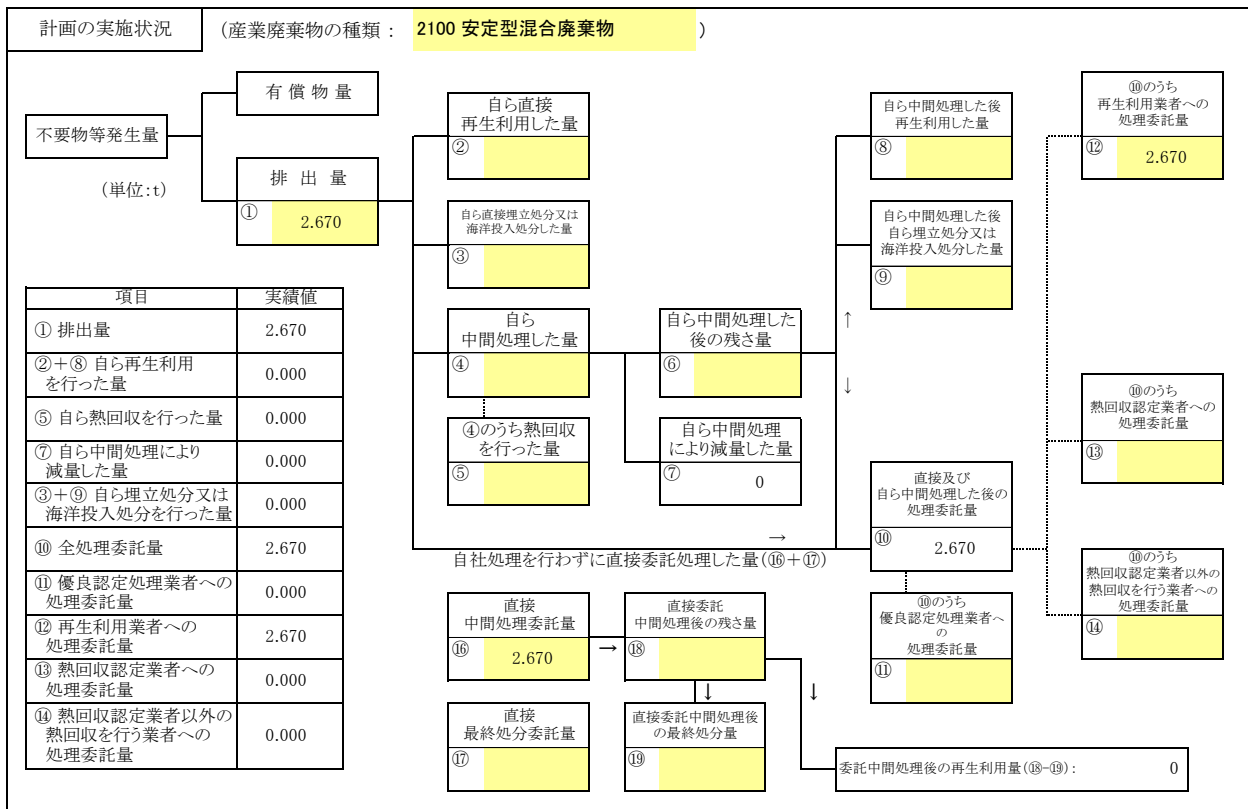 計画の実施状況
(産業廃棄物の種類： 2100 安定型混合廃棄物 )
有 償 物 量
不要物等発生量
(単位:t)
排 出 量
① 2.670
自ら直接
再生利用した量
②
自ら直接埋立処分又は
海洋投入処分した量
③
自ら
中間処理した量
④
④のうち熱回収
を行った量
⑤
自ら中間処理した
後の残さ量
⑥
自ら中間処理
により減量した量
⑦ 0
自ら中間処理した後
再生利用した量
⑧
自ら中間処理した後
自ら埋立処分又は
海洋投入処分した量
⑨
↑
↓
直接及び
自ら中間処理した後の
処理委託量
⑩ 2.670
⑩のうち
優良認定処理業者へ
の
処理委託量
⑪
⑩のうち
再生利用業者への
処理委託量
⑫ 2.670
⑩のうち
熱回収認定業者への
処理委託量
⑬
⑩のうち
熱回収認定業者以外の
熱回収を行う業者への
処理委託量
⑭
→
自社処理を行わずに直接委託処理した量(⑯+⑰)
直接
中間処理委託量
⑯ 2.670
→
直接委託
中間処理後の残さ量
⑱
↓
↓
直接
最終処分委託量
⑰
直接委託中間処理後
の最終処分量
⑲
委託中間処理後の再生利用量(⑱-⑲)： 0
項目 実績値
① 排出量 2.670
②+⑧ 自ら再生利用
を行った量 0.000
⑤ 自ら熱回収を行った量 0.000
⑦ 自ら中間処理により
減量した量 0.000
③+⑨ 自ら埋立処分又は
海洋投入処分を行った量 0.000
⑩ 全処理委託量 2.670
⑪ 優良認定処理業者への
処理委託量 0.000
⑫ 再生利用業者への
処理委託量 2.670
⑬ 熱回収認定業者への
処理委託量 0.000
⑭ 熱回収認定業者以外の
熱回収を行う業者への
処理委託量 0.000